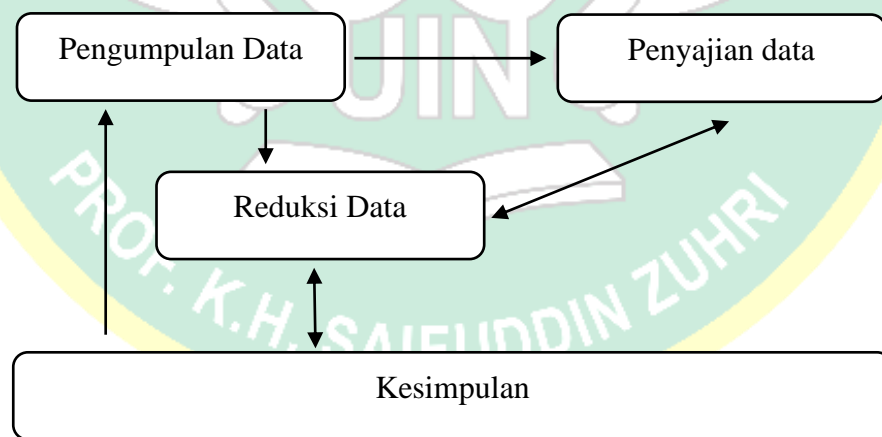 Pengumpulan Data
Penyajian data
UIN
Reduksi Data
PROF. K.H. SAIFUDDIN ZUHRI
Kesimpulan